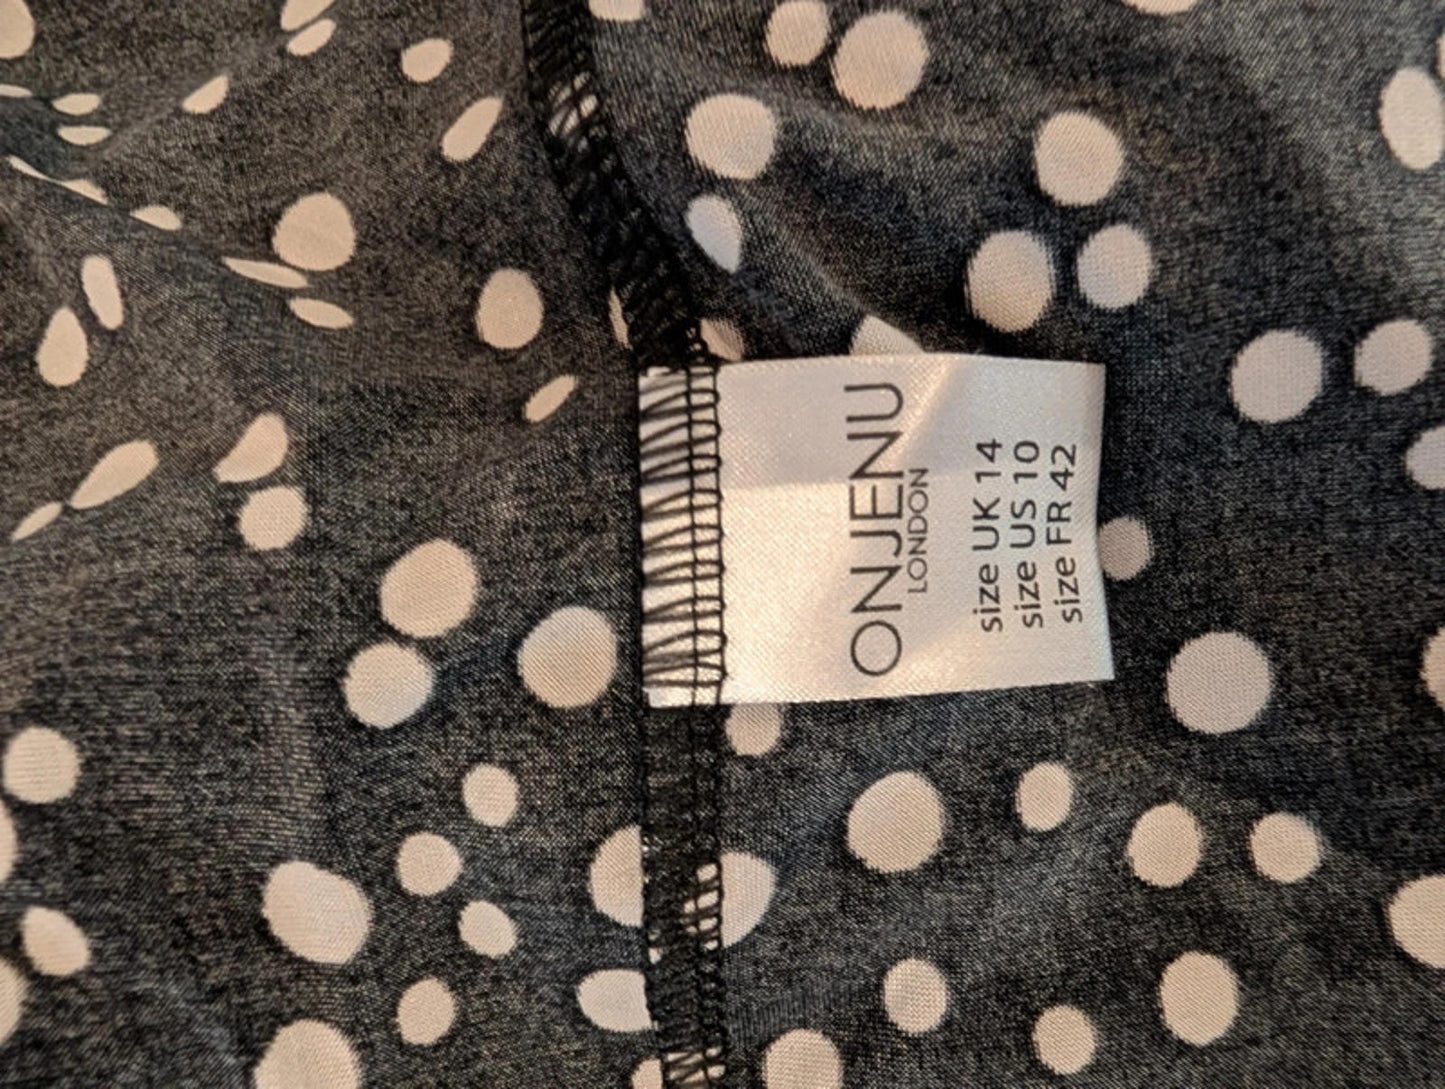 ONJENU
LONDON
size UK 14
size US 10
size FR 42